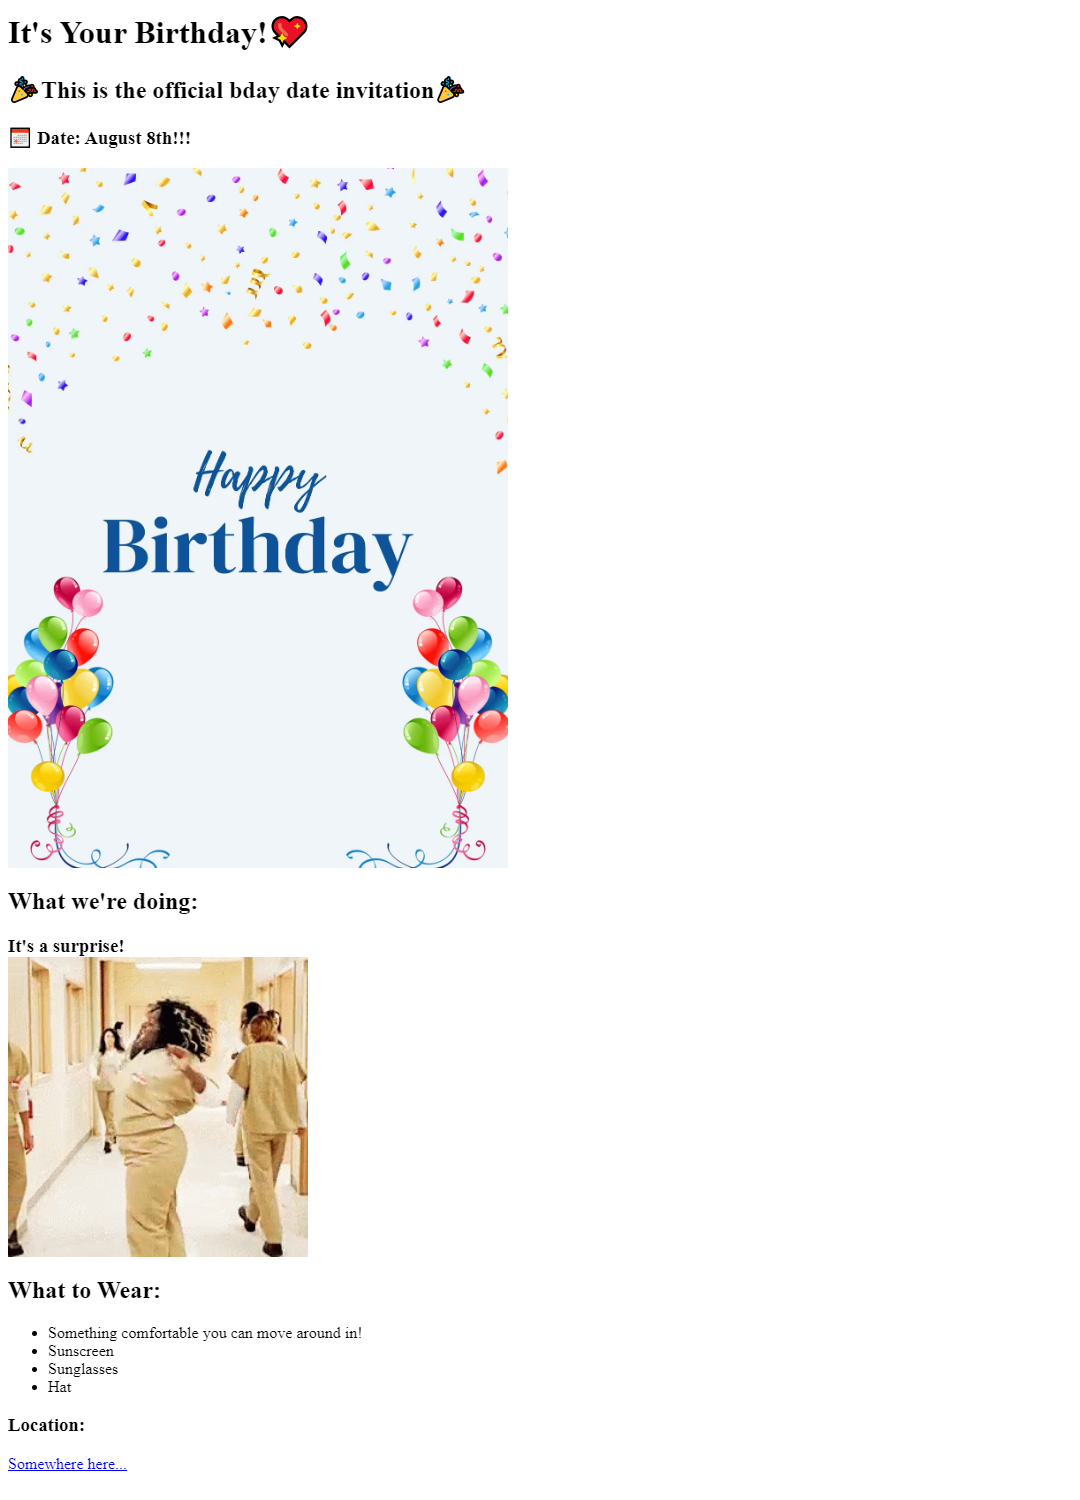 It's Your Birthday!💖
🎉This is the official bday date invitation🎉
📅 Date: August 8th!!!
Happy
Birthday
What we're doing:
It's a surprise!
What to Wear:
Something comfortable you can move around in!
Sunscreen
Sunglasses
Hat
Location:
Somewhere here...